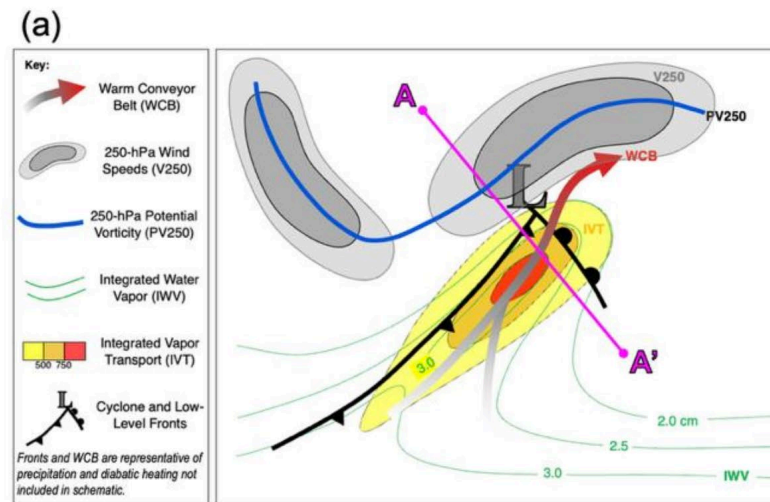 (a)
Key:
Warm Conveyor
Belt (WCB)
250-hPa Wind
Speeds (V250)
250-hPa Potential
Vorticity (PV250)
Integrated Water
Vapor (IWV)
Integrated Vapor
Transport (IVT)
500 750
L
Cyclone and Low-
Level Fronts
Fronts and WCB are representative of
precipitation and diabatic heating not
included in schematic.
V250
A
PV250
WCB
L
IVT
3.0
A'
2.0 cm
2.5
3.0
IWV